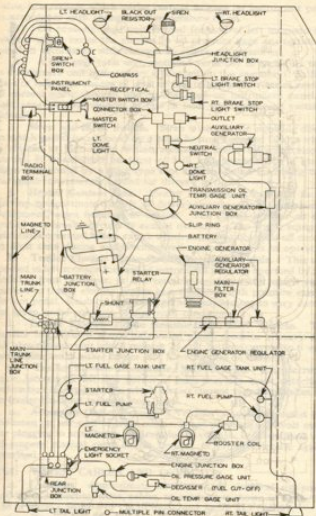 LT. HEADLIGHT
BLACK OUT
RESISTOR
SIREN
RT. HEADLIGHT
SIREN
SWITCH
BOX
COMPASS
HEADLIGHT
JUNCTION BOX
INSTRUMENT
PANEL
RECEPTICAL
MASTER SWITCH BOX
CONNECTOR BOX
MASTER
SWITCH
LT. BRAKE STOP
LIGHT SWITCH
RT. BRAKE STOP
LIGHT SWITCH
OUTLET
AUXILIARY
GENERATOR
LT.
DOME
LIGHT
NEUTRAL
SWITCH
RT.
DOME
LIGHT
RADIO
TERMINAL
BOX
TRANSMISSION OIL
TEMP. GAGE UNIT
AUXILIARY GENERATOR
JUNCTION BOX
SLIP RING
MAGNETO
LINE
BATTERY
ENGINE GENERATOR
MAIN
TRUNK
LINE
BATTERY
JUNCTION
BOX
STARTER
RELAY
AUXILIARY
GENERATOR
REGULATOR
MAIN
FILTER
BOX
SHUNT
MAIN
TRUNK
LINE
JUNCTION
BOX
STARTER JUNCTION BOX
ENGINE GENERATOR REGULATOR
LT. FUEL GAGE TANK UNIT
RT. FUEL GAGE TANK UNIT
STARTER
LT. FUEL PUMP
RT. FUEL PUMP
LT.
MAGNETO
RT. MAGNETO
BOOSTER COIL
EMERGENCY
LIGHT SOCKET
ENGINE JUNCTION BOX
OIL PRESSURE GAGE UNIT
DEGASSER (FUEL CUT-OFF)
REAR
JUNCTION
BOX
OIL TEMP. GAGE UNIT
LT TAIL LIGHT
MULTIPLE PIN CONNECTOR
RT. TAIL LIGHT